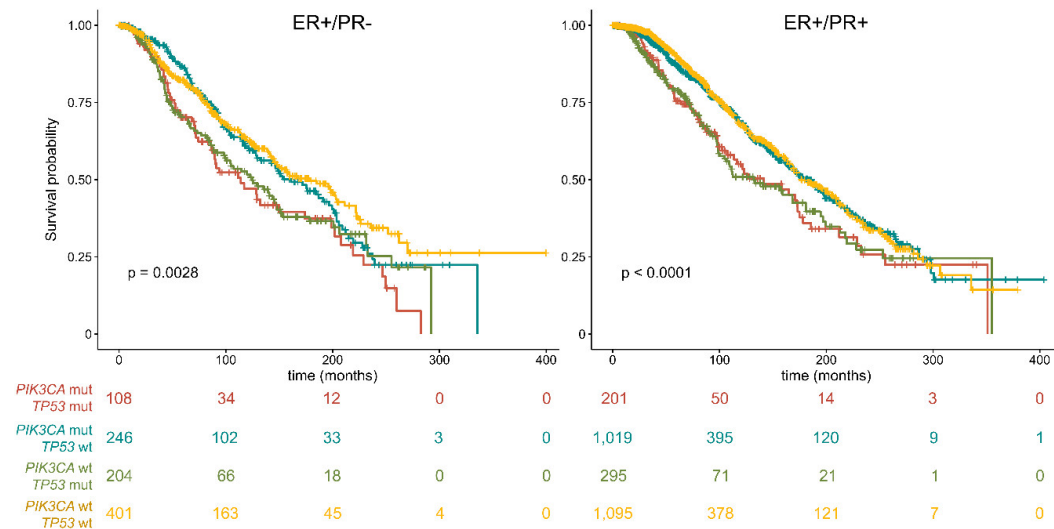 ER+/PR-
ER+/PR+
Survival probability
1.00
0.75
0.50
0.25
0
p = 0.0028
0 100 200 300 400
time (months)
1.00
0.75
0.50
0.25
0
p < 0.0001
0 100 200 300 400
time (months)
PIK3CA mut
TP53 mut
108 34 12 0 0 201 50 14 3 0
PIK3CA mut
TP53 wt
246 102 33 3 0 1,019 395 120 9 1
PIK3CA wt
TP53 mut
204 66 18 0 0 295 71 21 1 0
PIK3CA wt
TP53 wt
401 163 45 4 0 1,095 378 121 7 0